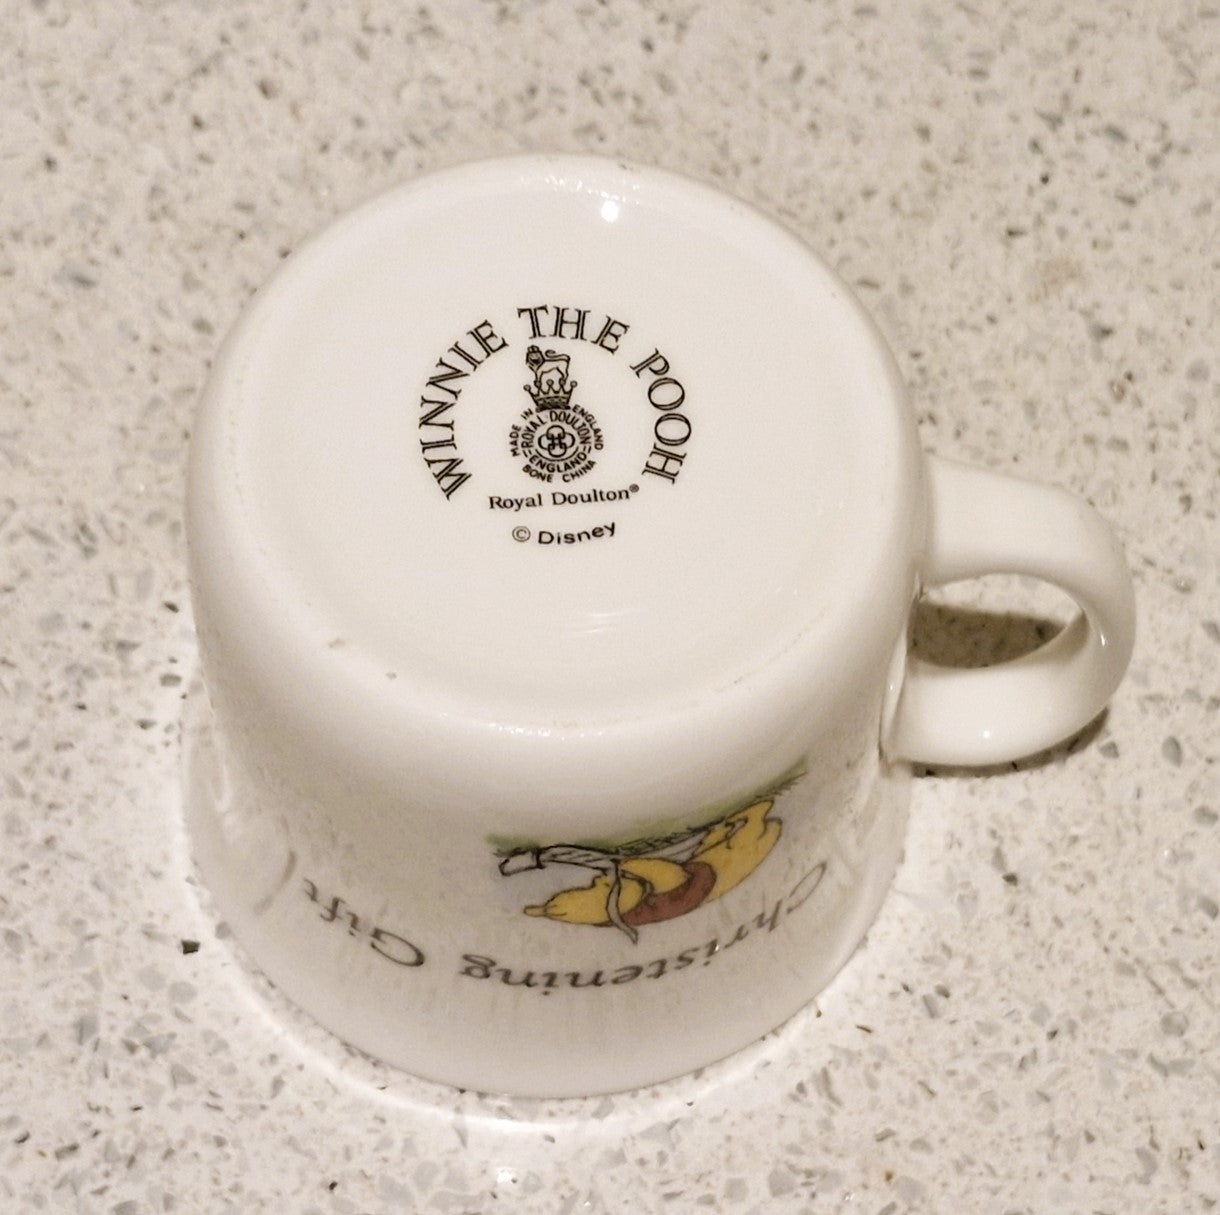 WINNIE THE POOH
MADE IN ENGLAND
ROYAL DOULTON
ENGLAND
BONE CHINA
Royal Doulton®
© Disney
Christening Gift